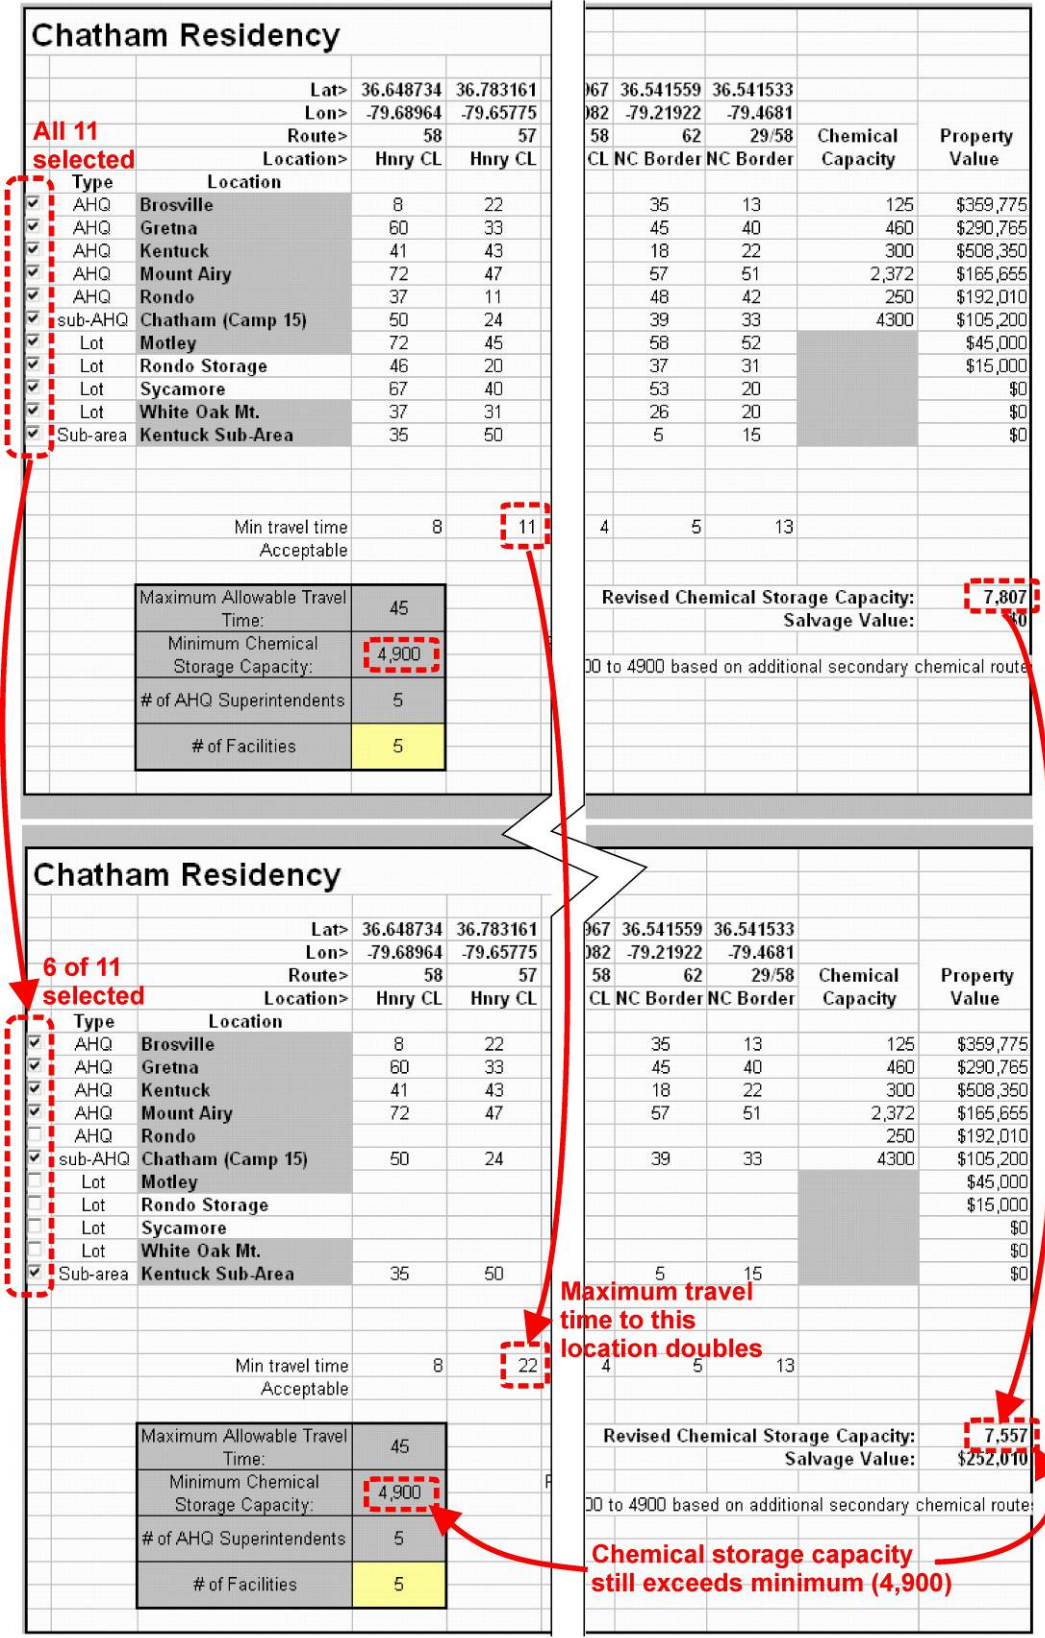 Chatham Residency
Lat> 36.648734 36.783161 967 36.541559 36.541533
Lon> -79.68964 -79.65775 982 -79.21922 -79.4681
All 11
selected
Route> 58 57 58 62 29/58 Chemical Property
Location> Hnry CL Hnry CL CL NC Border NC Border Capacity Value
Type Location
AHQ Brosville 8 22 35 13 125 $359,775
AHQ Gretna 60 33 45 40 460 $290,765
AHQ Kentuck 41 43 18 22 300 $508,350
AHQ Mount Airy 72 47 57 51 2,372 $165,655
AHQ Rondo 37 11 48 42 250 $192,010
sub-AHQ Chatham (Camp 15) 50 24 39 33 4300 $105,200
Lot Motley 72 45 58 52 $45,000
Lot Rondo Storage 46 20 37 31 $15,000
Lot Sycamore 67 40 53 20 $0
Lot White Oak Mt. 37 31 26 20 $0
Sub-area Kentuck Sub-Area 35 50 5 15 $0
Min travel time 8 11 4 5 13
Acceptable
Maximum Allowable Travel
Time: 45
Revised Chemical Storage Capacity: 7,807
Salvage Value: $0
Minimum Chemical
Storage Capacity: 4,900
00 to 4900 based on additional secondary chemical route
# of AHQ Superintendents 5
# of Facilities 5
Chatham Residency
Lat> 36.648734 36.783161 967 36.541559 36.541533
Lon> -79.68964 -79.65775 982 -79.21922 -79.4681
6 of 11
selected
Route> 58 57 58 62 29/58 Chemical Property
Location> Hnry CL Hnry CL CL NC Border NC Border Capacity Value
Type Location
AHQ Brosville 8 22 35 13 125 $359,775
AHQ Gretna 60 33 45 40 460 $290,765
AHQ Kentuck 41 43 18 22 300 $508,350
AHQ Mount Airy 72 47 57 51 2,372 $165,655
AHQ Rondo 250 $192,010
sub-AHQ Chatham (Camp 15) 50 24 39 33 4300 $105,200
Lot Motley $45,000
Lot Rondo Storage $15,000
Lot Sycamore $0
Lot White Oak Mt. $0
Sub-area Kentuck Sub-Area 35 50 5 15 $0
Maximum travel
time to this
location doubles
Min travel time 8 22 4 5 13
Acceptable
Maximum Allowable Travel
Time: 45
Revised Chemical Storage Capacity: 7,557
Salvage Value: $252,010
Minimum Chemical
Storage Capacity: 4,900
00 to 4900 based on additional secondary chemical route
# of AHQ Superintendents 5
Chemical storage capacity
still exceeds minimum (4,900)
# of Facilities 5